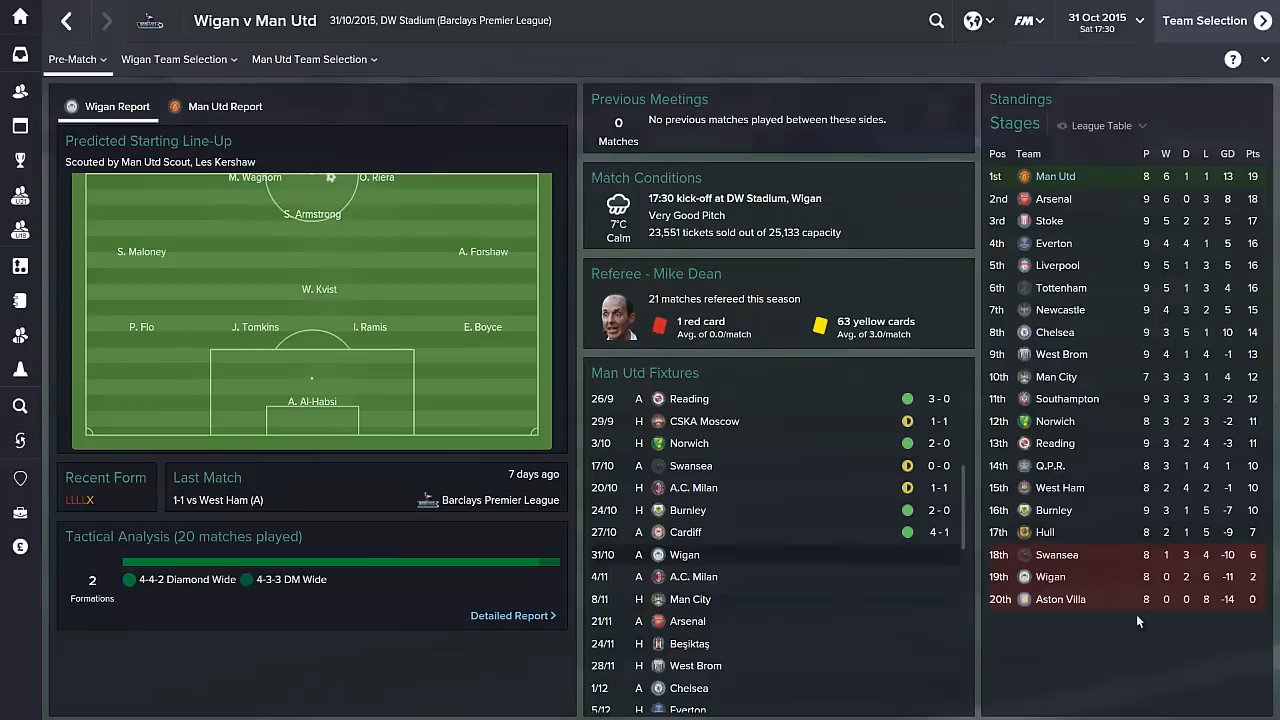 Wigan v Man Utd 31/10/2015, DW Stadium (Barclays Premier League)
FM
31 Oct 2015
Sat 17:30
Team Selection
Pre-Match
Wigan Team Selection
Man Utd Team Selection
?
Wigan Report
Man Utd Report
Predicted Starting Line-Up
Scouted by Man Utd Scout, Les Kershaw
M. Waghorn O. Riera
S. Armstrong
S. Maloney A. Forshaw
W. Kvist
P. Flo J. Tomkins I. Ramis E. Boyce
A. Al-Habsi
Recent Form
LLLLX
Last Match
7 days ago
1-1 vs West Ham (A)
Barclays Premier League
Tactical Analysis (20 matches played)
2
Formations
4-4-2 Diamond Wide 4-3-3 DM Wide
Detailed Report >
Previous Meetings
0
Matches
No previous matches played between these sides.
Match Conditions
7°C
Calm
17:30 kick-off at DW Stadium, Wigan
Very Good Pitch
23,551 tickets sold out of 25,133 capacity
Referee - Mike Dean
21 matches refereed this season
1 red card
Avg. of 0.0/match
63 yellow cards
Avg. of 3.0/match
Man Utd Fixtures
26/9 A Reading 3 - 0
29/9 H CSKA Moscow 1 - 1
3/10 H Norwich 2 - 0
17/10 A Swansea 0 - 0
20/10 H A.C. Milan 1 - 1
24/10 H Burnley 2 - 0
27/10 A Cardiff 4 - 1
31/10 A Wigan
4/11 A A.C. Milan
8/11 H Man City
21/11 A Arsenal
24/11 H Beşiktaş
28/11 H West Brom
1/12 A Chelsea
5/12 H Everton
Standings
Stages
League Table
Pos Team P W D L GD Pts
1st Man Utd 8 6 1 1 13 19
2nd Arsenal 9 6 0 3 8 18
3rd Stoke 9 5 2 2 5 17
4th Everton 9 4 4 1 5 16
5th Liverpool 9 5 1 3 5 16
6th Tottenham 9 5 1 3 4 16
7th Newcastle 9 4 3 2 5 15
8th Chelsea 9 3 5 1 10 14
9th West Brom 9 4 1 4 -1 13
10th Man City 7 3 3 1 4 12
11th Southampton 9 3 3 3 -2 12
12th Norwich 8 3 2 3 -2 11
13th Reading 9 3 2 4 -3 11
14th Q.P.R. 8 3 1 4 1 10
15th West Ham 8 2 4 2 -1 10
16th Burnley 9 3 1 5 -7 10
17th Hull 8 2 1 5 -9 7
18th Swansea 8 1 3 4 -10 6
19th Wigan 8 0 2 6 -11 2
20th Aston Villa 8 0 0 8 -14 0